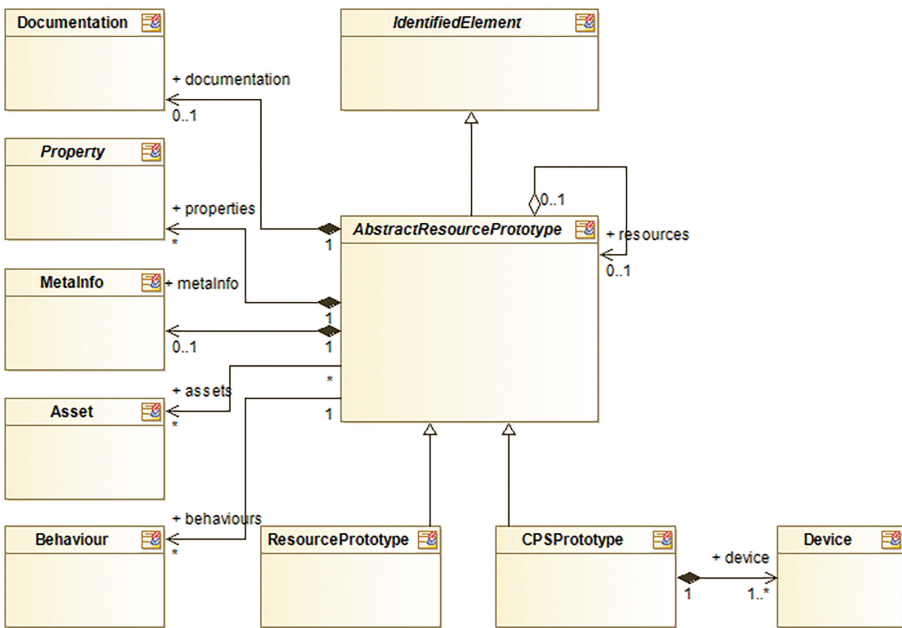 Documentation
IdentifiedElement
+ documentation
0..1
Property
+ properties
*
0..1
AbstractResourcePrototype
+ resources
0..1
1
MetaInfo
+ metaInfo
0..1
1
1
Asset
+ assets
*
*
1
Behaviour
+ behaviours
*
ResourcePrototype
CPSPrototype
Device
+ device
1
1..*